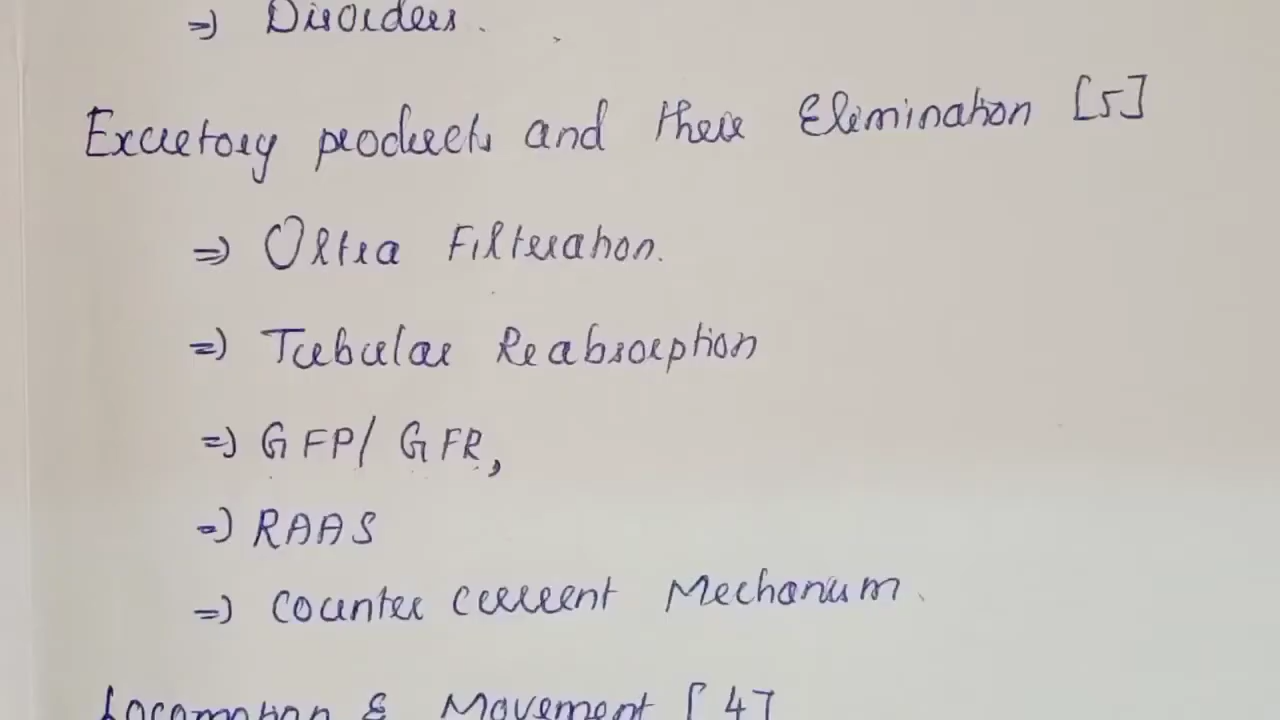 ⇒ Disorders.
Excretory products and their Elimination [5]
⇒ Ultra Filteration.
⇒ Tubular Reabsorption
⇒ GFP/ GFR,
⇒ RAAS
⇒ Counter current Mechanism.
Locomotion & Movement [4]